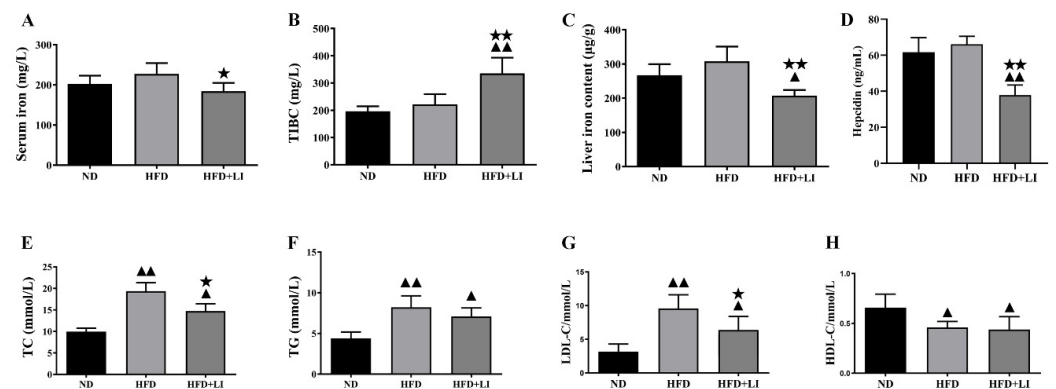 A
Serum iron (mg/L)
300
200
100
0
★
ND HFD HFD+LI
B
TIBC (mg/L)
500
400
300
200
100
0
★★
▲▲
ND HFD HFD+LI
C
Liver iron content (µg/g)
400
300
200
100
0
★★
▲
ND HFD HFD+LI
D
Hepcidin (ng/mL)
80
60
40
20
0
★★
▲▲
ND HFD HFD+LI
E
TC (mmol/L)
25
20
15
10
5
0
▲▲
★
▲
ND HFD HFD+LI
F
TG (mmol/L)
15
10
5
0
▲▲ ▲
ND HFD HFD+LI
G
LDL-C/mmol/L
15
10
5
0
▲▲
★
▲
ND HFD HFD+LI
H
HDL-C/mmol/L
1.0
0.5
0.0
▲ ▲
ND HFD HFD+LI